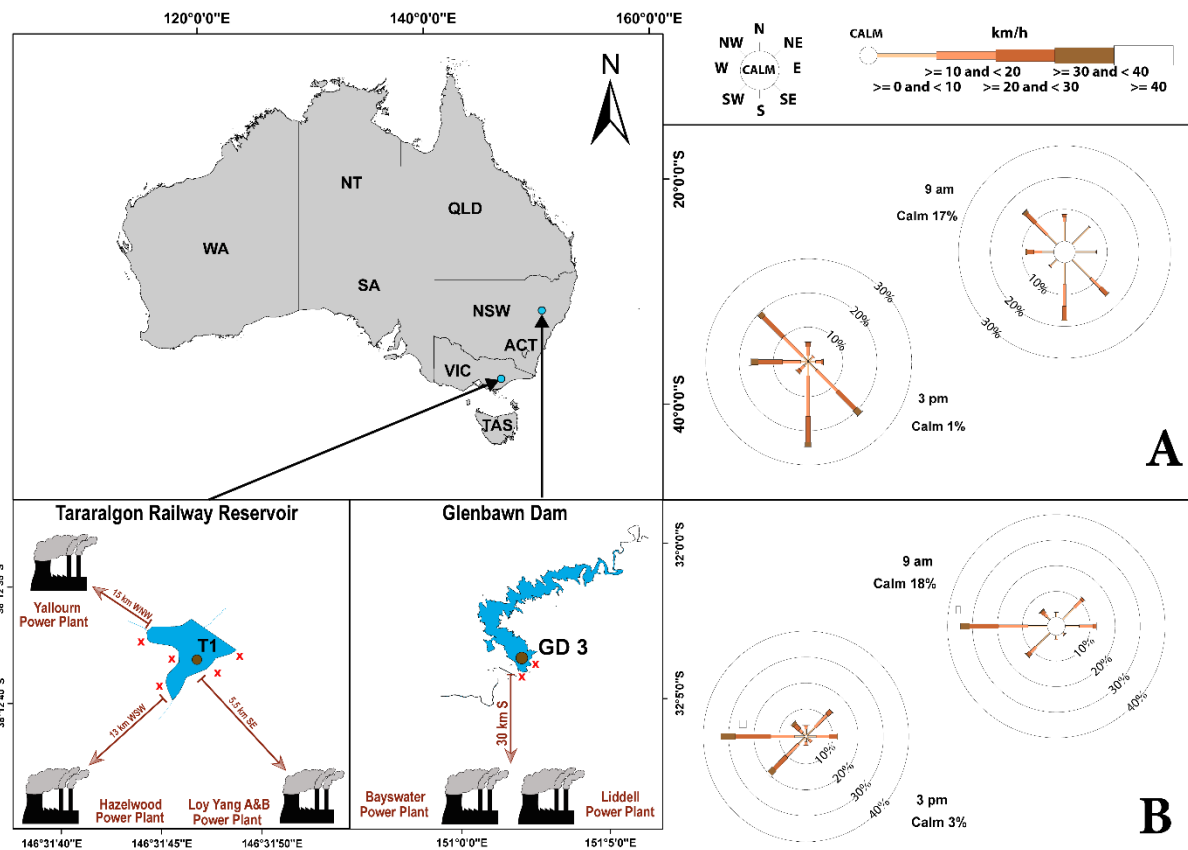 120°0'0"E
140°0'0"E
160°0'0"E
N
NT
QLD
WA
SA
NSW
ACT
VIC
TAS
20°0'0"S
40°0'0"S
N
NW
NE
W
CALM
E
SW
SE
S
CALM
km/h
>= 10 and < 20
>= 30 and < 40
>= 0 and < 10
>= 20 and < 30
>= 40
9 am
Calm 17%
10%
20%
30%
3 pm
Calm 1%
10%
20%
30%
A
Tararalgon Railway Reservoir
Yallourn
Power Plant
15 km WNW
T1
x
x
x
x
x
13 km WSW
5.5 km SE
Hazelwood
Power Plant
Loy Yang A&B
Power Plant
38°12'40"S
146°31'40"E
146°31'45"E
146°31'50"E
Glenbawn Dam
GD 3
x
x
30 km S
Bayswater
Power Plant
Liddell
Power Plant
32°0'0"S
32°5'0"S
151°0'0"E
151°5'0"E
9 am
Calm 18%
10%
20%
30%
40%
3 pm
Calm 3%
10%
20%
30%
40%
B